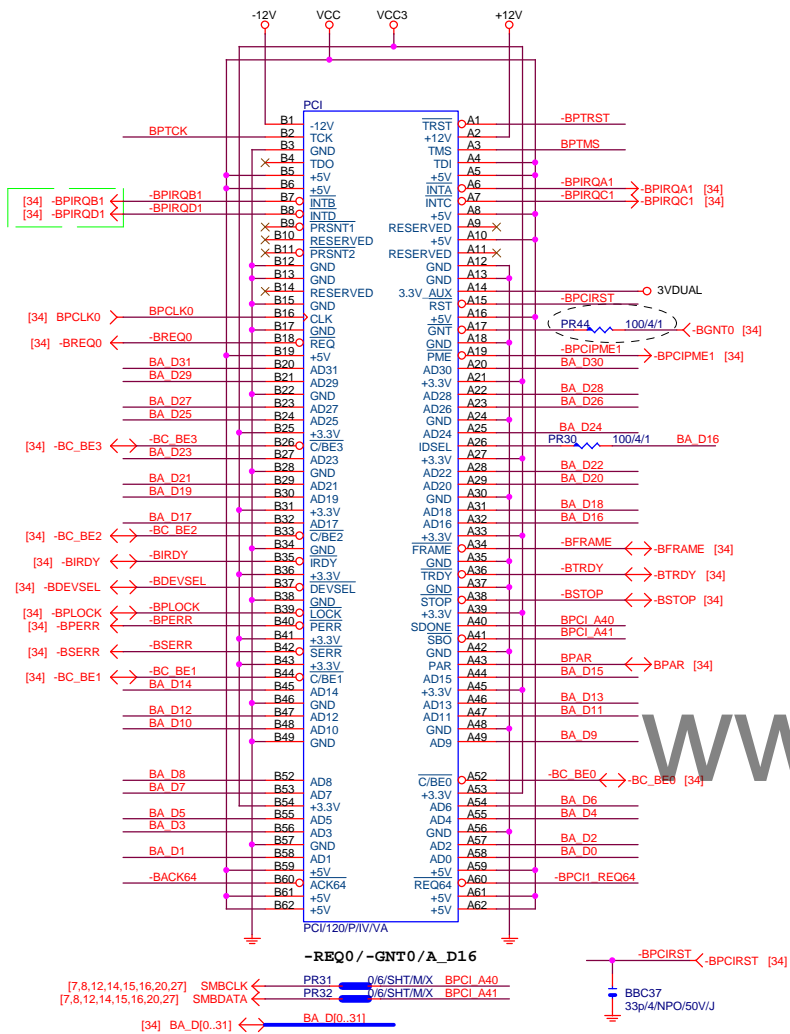 -12V VCC VCC3 +12V
PCI
B1 -12V TRST A1 -BPTRST
BPTCK B2 TCK +12V A2
B3 GND TMS A3 BPTMS
B4 TDO TDI A4
B5 +5V +5V A5
B6 +5V INTA A6 -BPIRQA1 -BPIRQA1 [34]
[34] -BPIRQB1 -BPIRQB1 B7 INTB INTC A7 -BPIRQC1 -BPIRQC1 [34]
[34] -BPIRQD1 -BPIRQD1 B8 INTD +5V A8
B9 PRSNT1 RESERVED A9
B10 RESERVED +5V A10
B11 PRSNT2 RESERVED A11
B12 GND GND A12
B13 GND GND A13
B14 RESERVED 3.3V_AUX A14 3VDUAL
B15 GND RST A15 -BPCIRST
[34] BPCLK0 BPCLK0 B16 CLK +5V A16
B17 GND GNT A17 PR44 100/4/1 -BGNT0 [34]
[34] -BREQ0 -BREQ0 B18 REQ GND A18
B19 +5V PME A19 -BPCIPME1 -BPCIPME1 [34]
BA_D31 B20 AD31 AD30 A20 BA_D30
BA_D29 B21 AD29 +3.3V A21
B22 GND AD28 A22 BA_D28
BA_D27 B23 AD27 AD26 A23 BA_D26
BA_D25 B24 AD25 GND A24
B25 +3.3V AD24 A25 BA_D24
[34] -BC_BE3 -BC_BE3 B26 C/BE3 IDSEL A26 PR30 100/4/1 BA_D16
BA_D23 B27 AD23 +3.3V A27
B28 GND AD22 A28 BA_D22
BA_D21 B29 AD21 AD20 A29 BA_D20
BA_D19 B30 AD19 GND A30
B31 +3.3V AD18 A31 BA_D18
BA_D17 B32 AD17 AD16 A32 BA_D16
[34] -BC_BE2 -BC_BE2 B33 C/BE2 +3.3V A33
B34 GND FRAME A34 -BFRAME -BFRAME [34]
[34] -BIRDY -BIRDY B35 IRDY GND A35
B36 +3.3V TRDY A36 -BTRDY -BTRDY [34]
[34] -BDEVSEL -BDEVSEL B37 DEVSEL GND A37
B38 GND STOP A38 -BSTOP -BSTOP [34]
[34] -BPLOCK -BPLOCK B39 LOCK +3.3V A39
[34] -BPERR -BPERR B40 PERR SDONE A40 BPCI_A40
B41 +3.3V SBO A41 BPCI_A41
[34] -BSERR -BSERR B42 SERR GND A42
B43 +3.3V PAR A43 BPAR BPAR [34]
[34] -BC_BE1 -BC_BE1 B44 C/BE1 AD15 A44 BA_D15
BA_D14 B45 AD14 +3.3V A45
B46 GND AD13 A46 BA_D13
BA_D12 B47 AD12 AD11 A47 BA_D11
BA_D10 B48 AD10 GND A48
B49 GND AD9 A49 BA_D9
ww
BA_D8 B52 AD8 C/BE0 A52 -BC_BE0 -BC_BE0 [34]
BA_D7 B53 AD7 +3.3V A53
B54 +3.3V AD6 A54 BA_D6
BA_D5 B55 AD5 AD4 A55 BA_D4
BA_D3 B56 AD3 GND A56
B57 GND AD2 A57 BA_D2
BA_D1 B58 AD1 AD0 A58 BA_D0
B59 +5V +5V A59
-BACK64 B60 ACK64 REQ64 A60 -BPCI1_REQ64
B61 +5V +5V A61
B62 +5V +5V A62
PCI/120/P/IV/VA
-REQ0/-GNT0/A_D16
[7,8,12,14,15,16,20,27] SMBCLK PR31 0/6/SHT/M/X BPCI_A40
[7,8,12,14,15,16,20,27] SMBDATA PR32 0/6/SHT/M/X BPCI_A41
[34] BA_D[0..31] BA_D[0..31]
-BPCIRST -BPCIRST [34]
BBC37
33p/4/NPO/50V/J